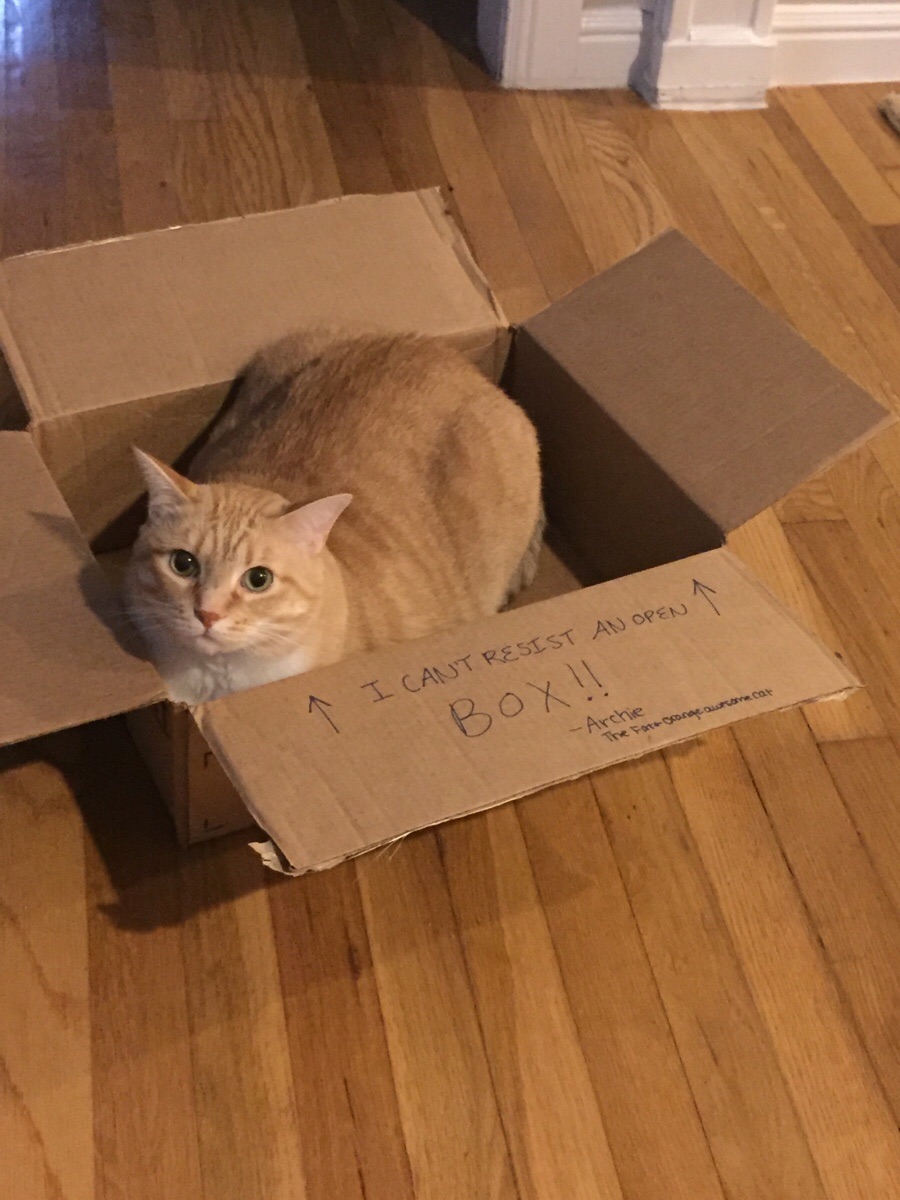 ↑ I CANT RESIST AN OPEN ↑
BOX!!
-Archie
The Fat+Orange awesome cat